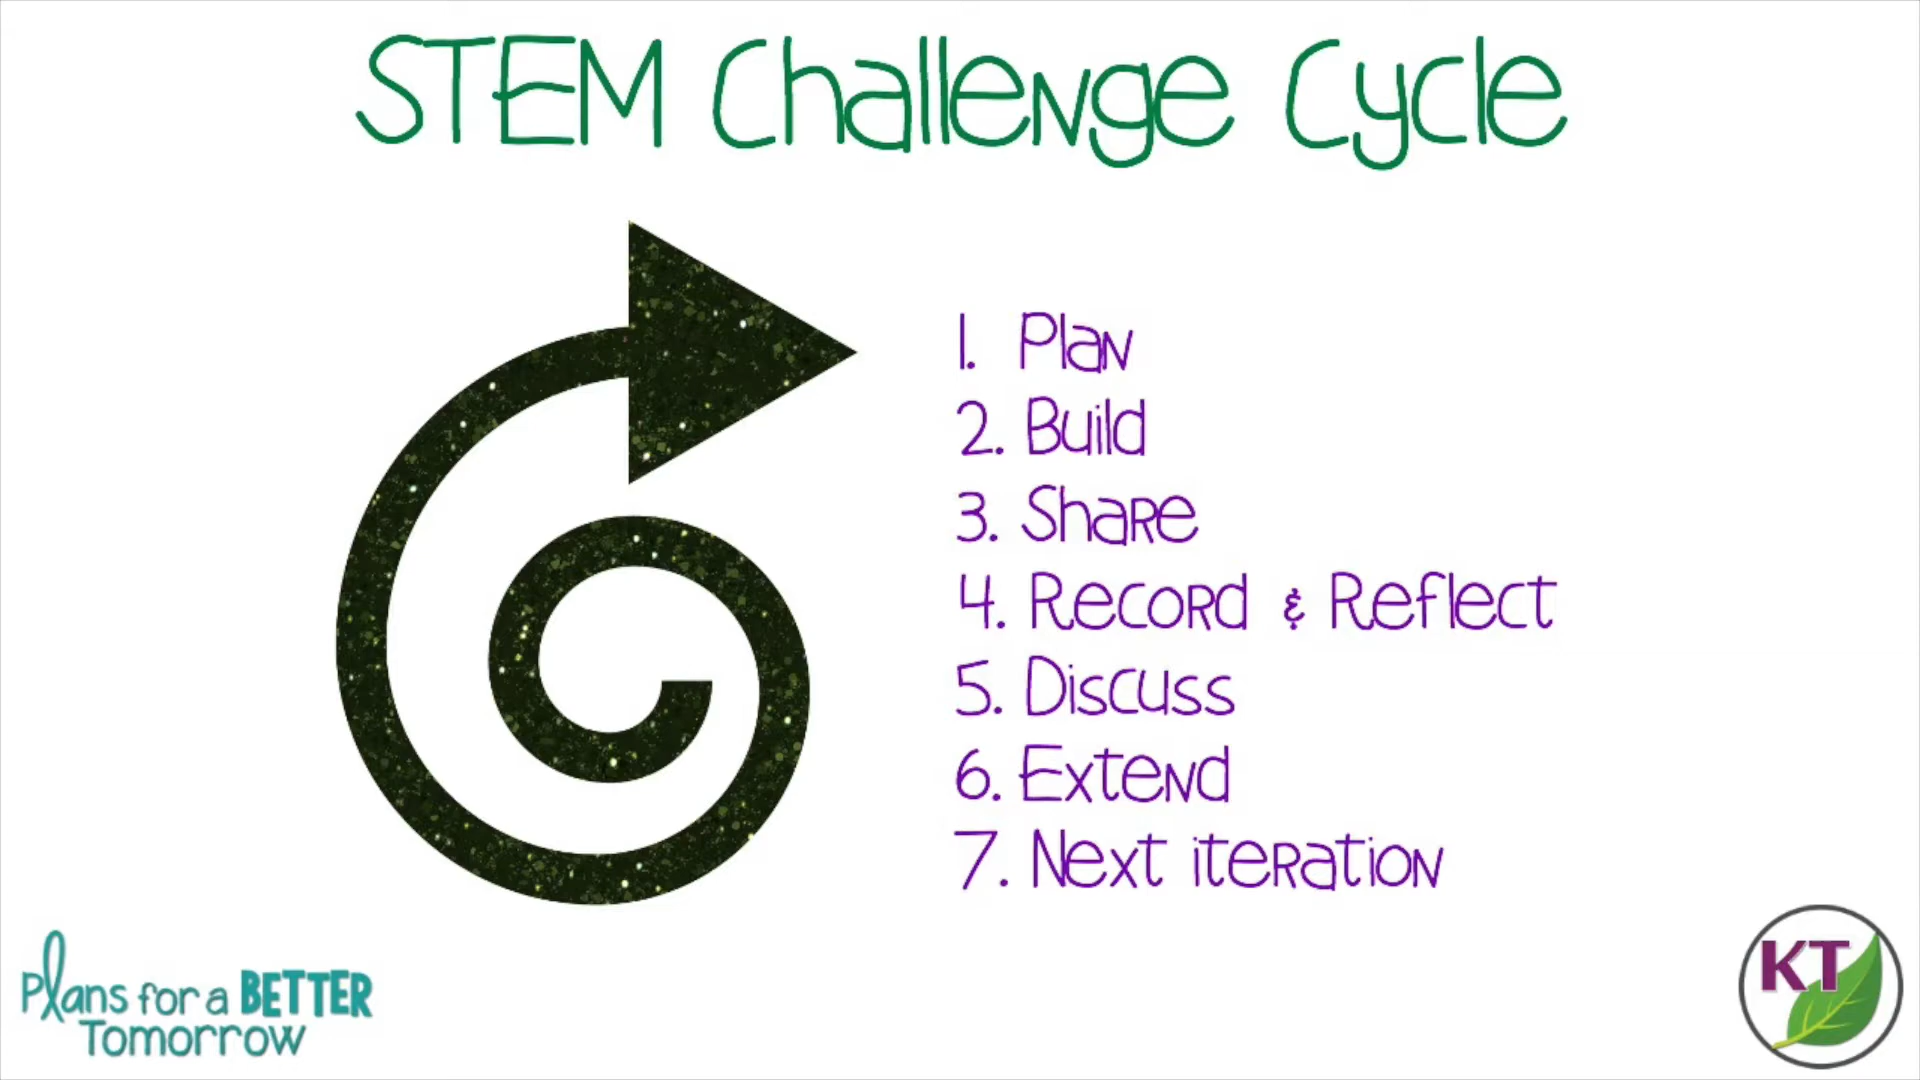 STEM Challenge Cycle
1. Plan
2. Build
3. Share
4. Record & Reflect
5. Discuss
6. Extend
7. Next iteration
Plans for a BETTER
Tomorrow
KT